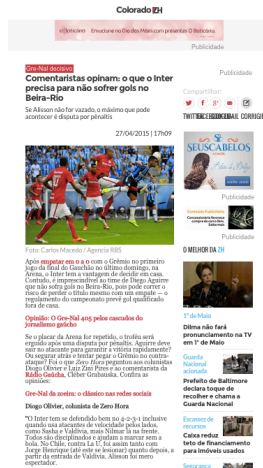 Colorado ZH
Encante no Dia das Mães com presentes O Boticário.
Publicidade
Gre-Nal decisivo
Comentaristas opinam: o que o Inter
precisa para não sofrer gols no
Beira-Rio
Se Alisson não for vazado, o máximo que pode
acontecer é disputa por pênaltis
27/04/2015 | 17h09
Foto: Carlos Macedo / Agencia RBS
Após empatar em 0 a 0 com o Grêmio no primeiro
jogo da final do Gauchão no último domingo, na
Arena, o Inter tem a vantagem de decidir em casa.
Contudo, é imprescindível ao time de Diego Aguirre
que não sofra gols no Beira-Rio, pois pode correr o
risco de perder o título mesmo com um empate — o
regulamento do campeonato prevê gol qualificado
fora de casa.
Opinião: O Gre-Nal 405 pelos cascudos do
jornalismo gaúcho
Se o placar da Arena for repetido, o troféu será
erguido após uma disputa por pênaltis. Aguirre deve
sair no ataque para garantir a vitória rapidamente?
Ou segurar atrás e tentar pegar o Grêmio no contra-
ataque? Foi o que Zero Hora perguntou aos colunistas
Diogo Olivier e Luiz Zini Pires e ao comentarista da
Rádio Gaúcha, Cléber Grabauska. Confira as
opiniões:
Gre-Nal da zoeira: o clássico nas redes sociais
Diogo Olivier, colunista de Zero Hora
"O Inter tem se defendido bem no 4-2-3-1 inclusive
quando usa atacantes de velocidade pelos lados,
como Sasha e Valdívia, mais Nilmar lá na frente.
Todos são disciplinados e ajudam a marcar sem a
bola. No Chile, contra La U, foi assim tanto com
Jorge Henrique (até este se lesionar) quanto depois, a
partir da entrada de Valdívia. Alisson foi mero
espectador.
Publicidade
Compartilhar:
SEUSCABELOS
Publicidade
Publicidade
O MELHOR DA ZH
1º de Maio
Dilma não fará
pronunciamento na TV
em 1º de Maio
Guarda
Nacional
acionada
Prefeito de Baltimore
declara toque de
recolher e chama a
Guarda Nacional
Escassez de
recursos
Caixa reduz
teto de financiamento
para imóveis usados
Segurança